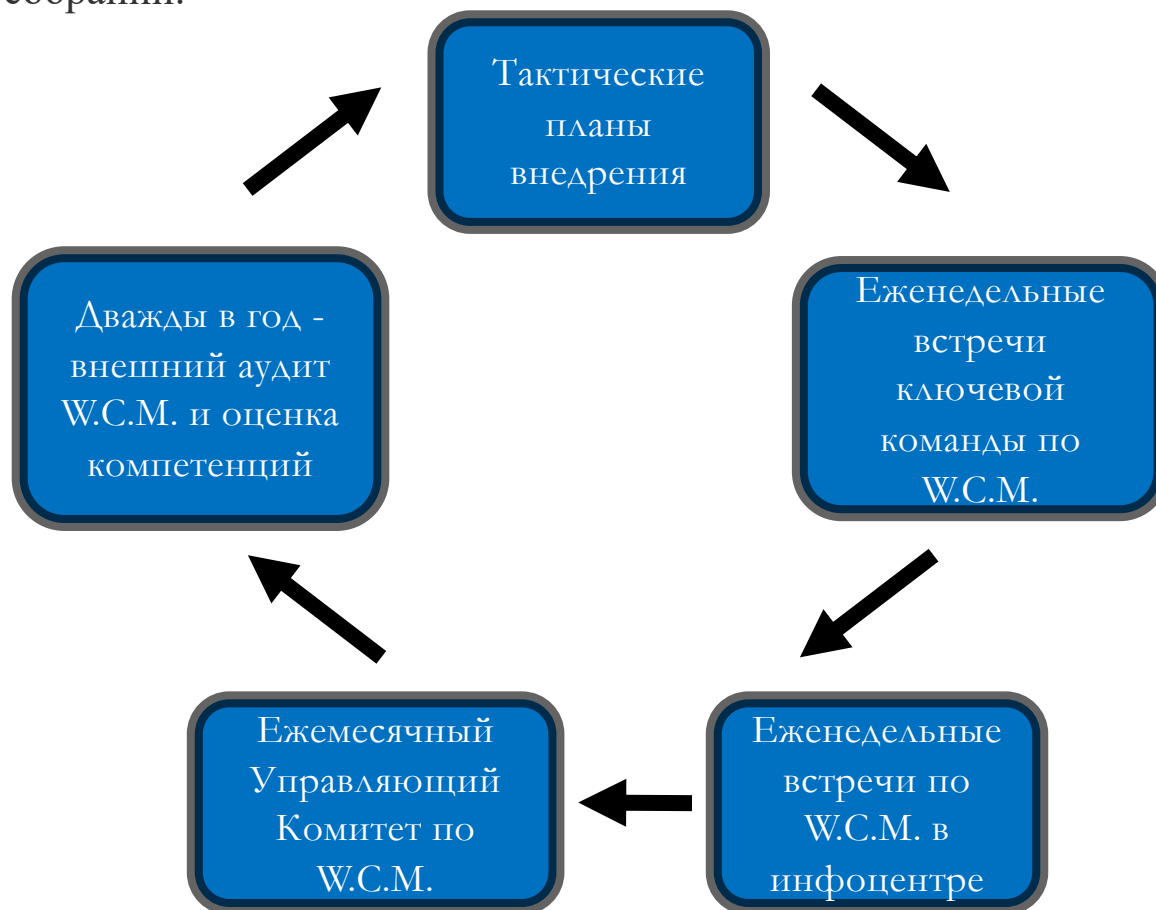 собраний.
Тактические
планы
внедрения
Еженедельные
встречи
ключевой
команды по
W.C.M.
Еженедельные
встречи по
W.C.M. в
инфоцентре
Ежемесячный
Управляющий
Комитет по
W.C.M.
Дважды в год -
внешний аудит
W.C.M. и оценка
компетенций